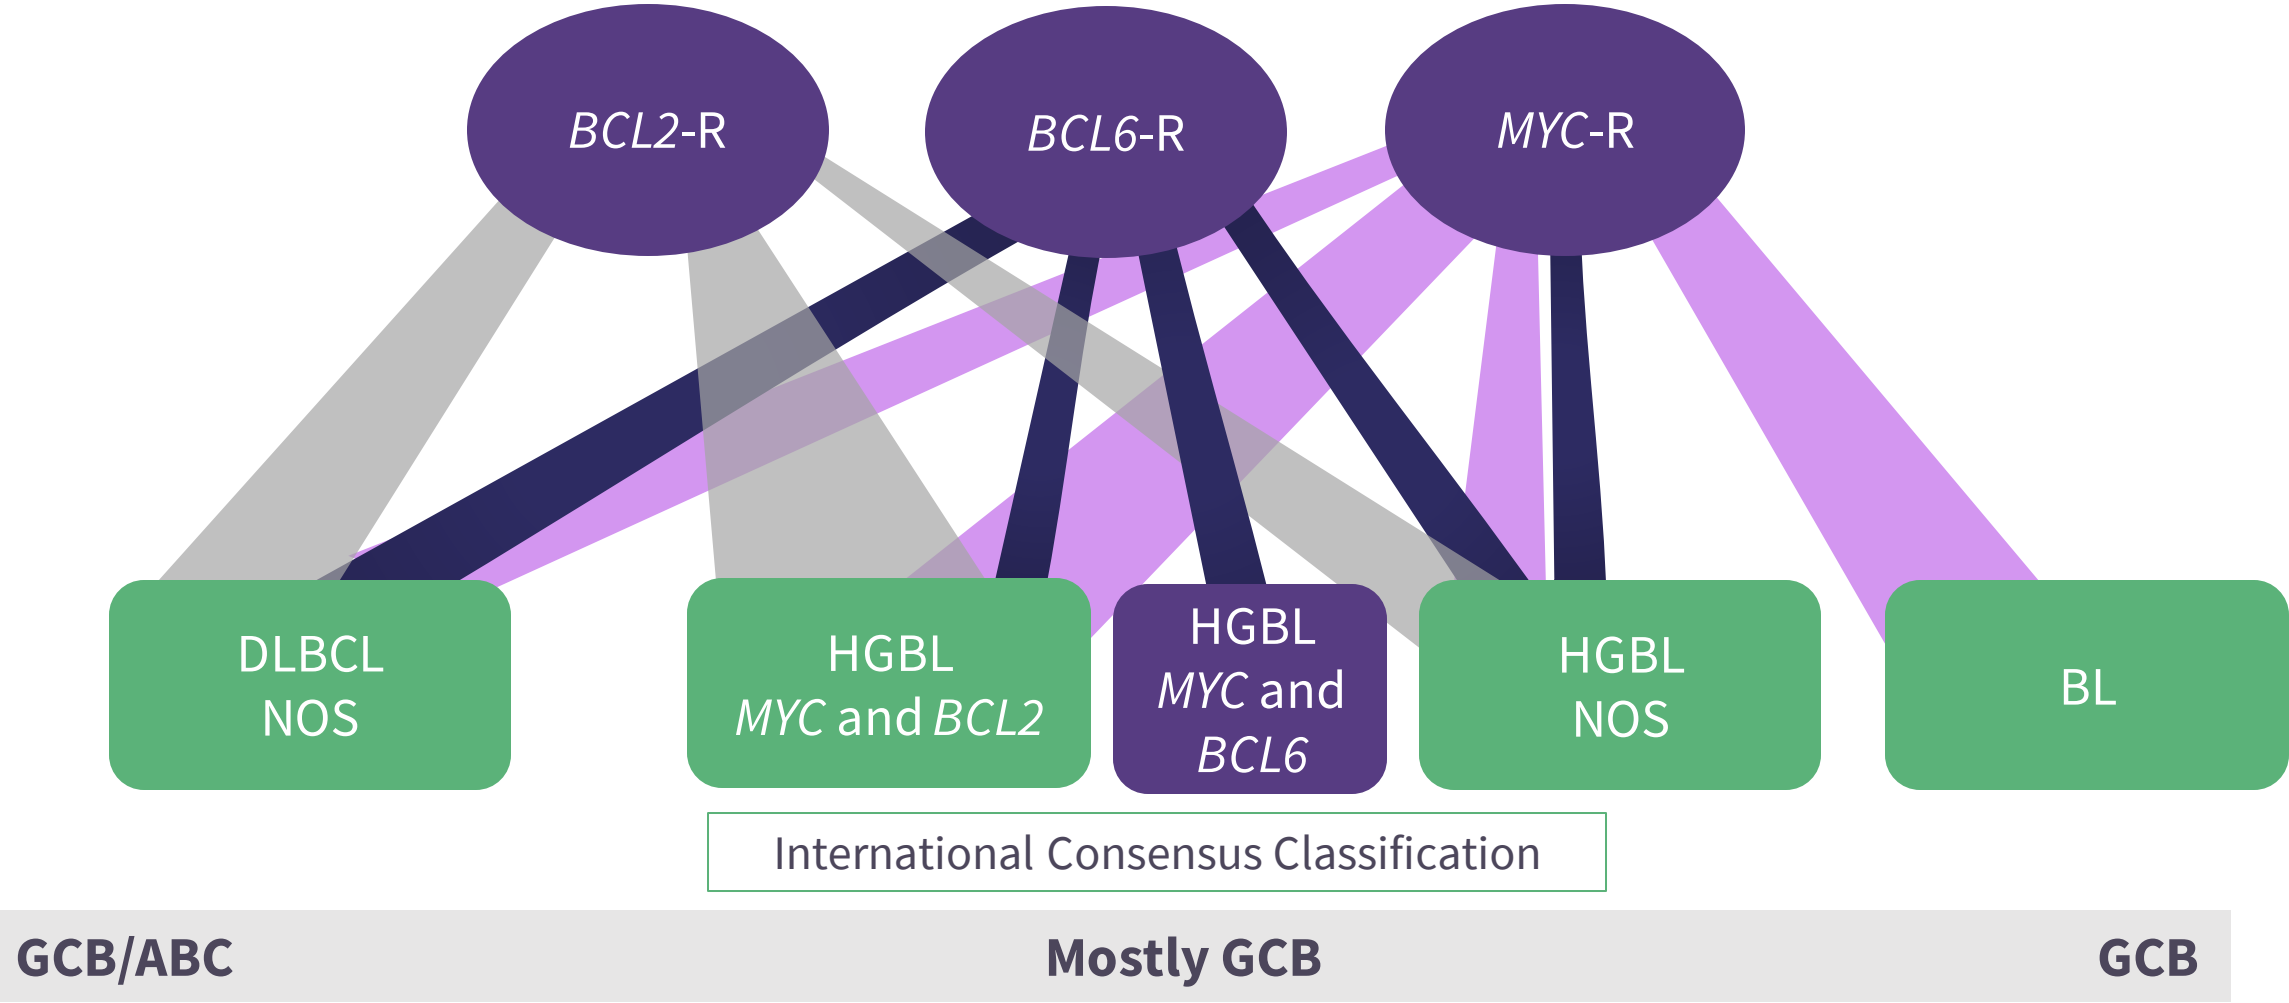 BCL2-R
BCL6-R
MYC-R
DLBCL
NOS
HGBL
MYC and BCL2
HGBL
MYC and
BCL6
HGBL
NOS
BL
International Consensus Classification
GCB/ABC
Mostly GCB
GCB